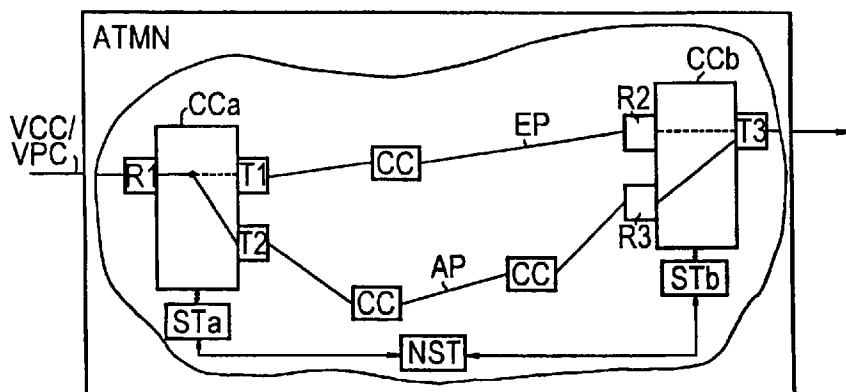 ATMN
CCb
CCa
R2
VCC/
VPC
EP
T3
CC
R1
T1
R3
T2
AP
CC
CC
STb
STa
NST